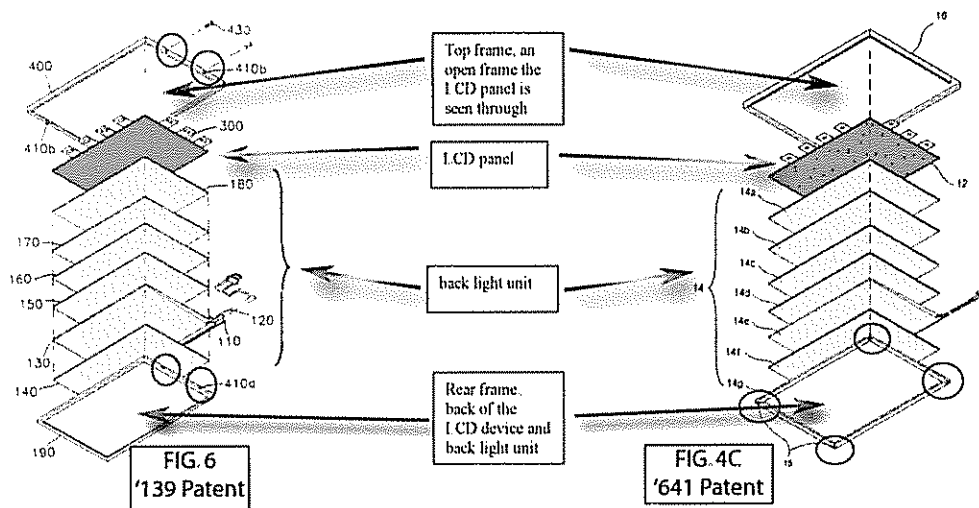 430
10
400
410b
Top frame, an
open frame the
LCD panel is
seen through
410b
300
LCD panel
180
12
14a
170
14b
160
14c
back light unit
14
150
14d
120
14e
110
130
14f
140
410a
14g
Rear frame,
back of the
LCD device and
back light unit
190
15
FIG. 6
'139 Patent
FIG. 4C
'641 Patent